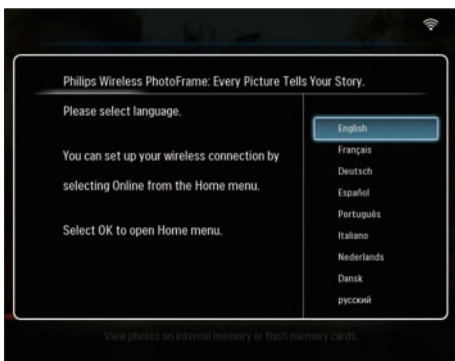 Philips Wireless PhotoFrame: Every Picture Tells Your Story.
Please select language.
You can set up your wireless connection by
selecting Online from the Home menu.
Select OK to open Home menu.
English
Français
Deutsch
Español
Português
Italiano
Nederlands
Dansk
русский
View photos on internal memory or flash memory cards.